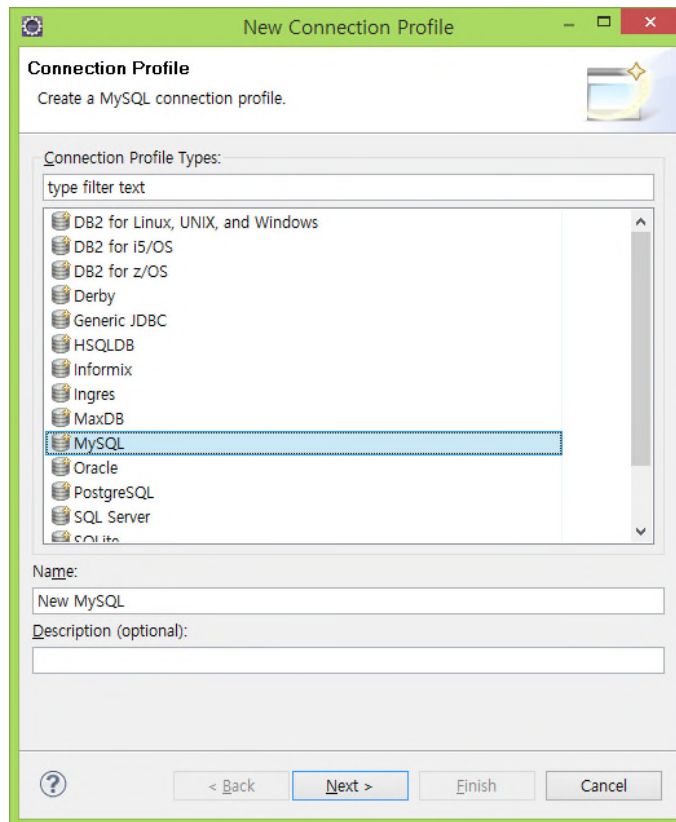 New Connection Profile
Connection Profile
Create a MySQL connection profile.
Connection Profile Types:
type filter text
DB2 for Linux, UNIX, and Windows
DB2 for i5/OS
DB2 for z/OS
Derby
Generic JDBC
HSQLDB
Informix
Ingres
MaxDB
MySQL
Oracle
PostgreSQL
SQL Server
SQLite
Name:
New MySQL
Description (optional):
< Back Next > Finish Cancel